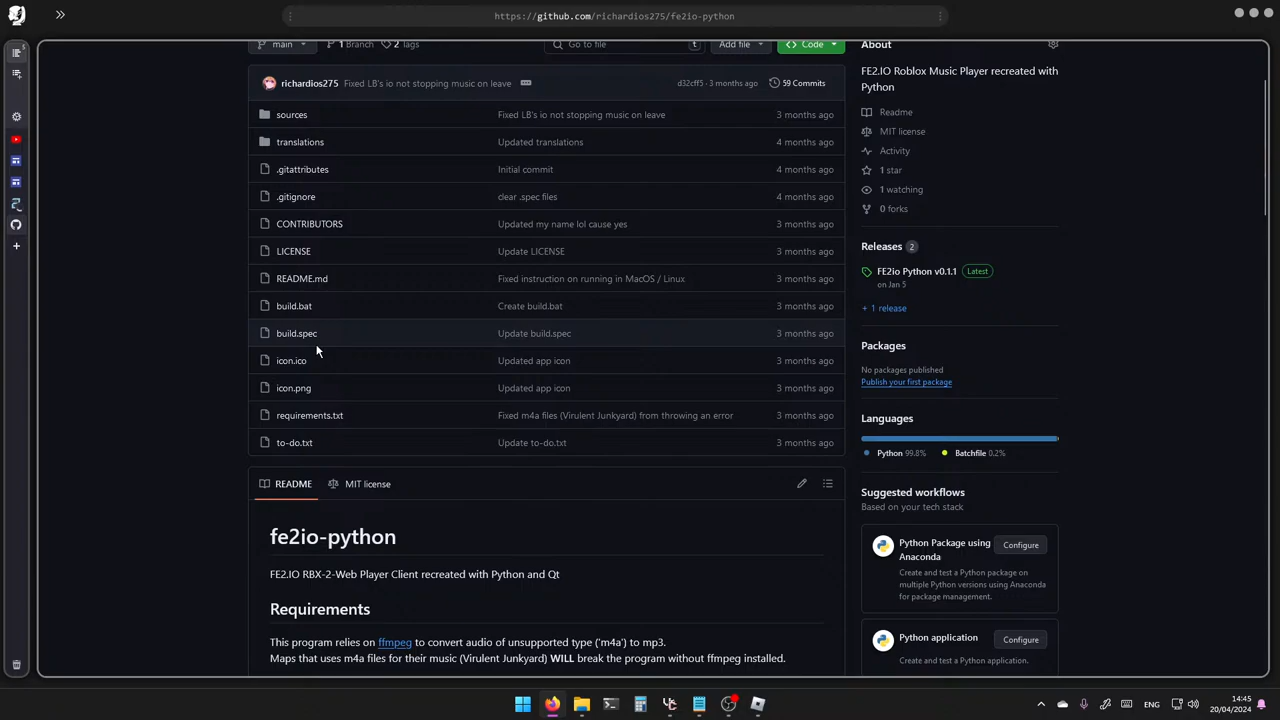 https://github.com/richardios275/fe2io-python
main
1 Branch
2 tags
Go to file
t
Add file
Code
About
FE2.IO Roblox Music Player recreated with
Python
richardios275
Fixed LB's io not stopping music on leave
d32cff5 · 3 months ago
59 Commits
sources
Fixed LB's io not stopping music on leave
3 months ago
translations
Updated translations
4 months ago
.gitattributes
Initial commit
4 months ago
.gitignore
clear .spec files
4 months ago
CONTRIBUTORS
Updated my name lol cause yes
3 months ago
LICENSE
Update LICENSE
3 months ago
README.md
Fixed instruction on running in MacOS / Linux
3 months ago
build.bat
Create build.bat
3 months ago
build.spec
Update build.spec
3 months ago
icon.ico
Updated app icon
3 months ago
icon.png
Updated app icon
3 months ago
requirements.txt
Fixed m4a files (Virulent Junkyard) from throwing an error
3 months ago
to-do.txt
Update to-do.txt
3 months ago
Readme
MIT license
Activity
1 star
1 watching
0 forks
Releases 2
FE2io Python v0.1.1 Latest
on Jan 5
+ 1 release
Packages
No packages published
Publish your first package
Languages
Python 99.8%
Batchfile 0.2%
Suggested workflows
Based on your tech stack
Python Package using
Anaconda
Configure
Create and test a Python package on
multiple Python versions using Anaconda
for package management.
Python application
Configure
Create and test a Python application.
README
MIT license
fe2io-python
FE2.IO RBX-2-Web Player Client recreated with Python and Qt
Requirements
This program relies on ffmpeg to convert audio of unsupported type ('m4a') to mp3.
Maps that uses m4a files for their music (Virulent Junkyard) WILL break the program without ffmpeg installed.
ENG
14:45
20/04/2024